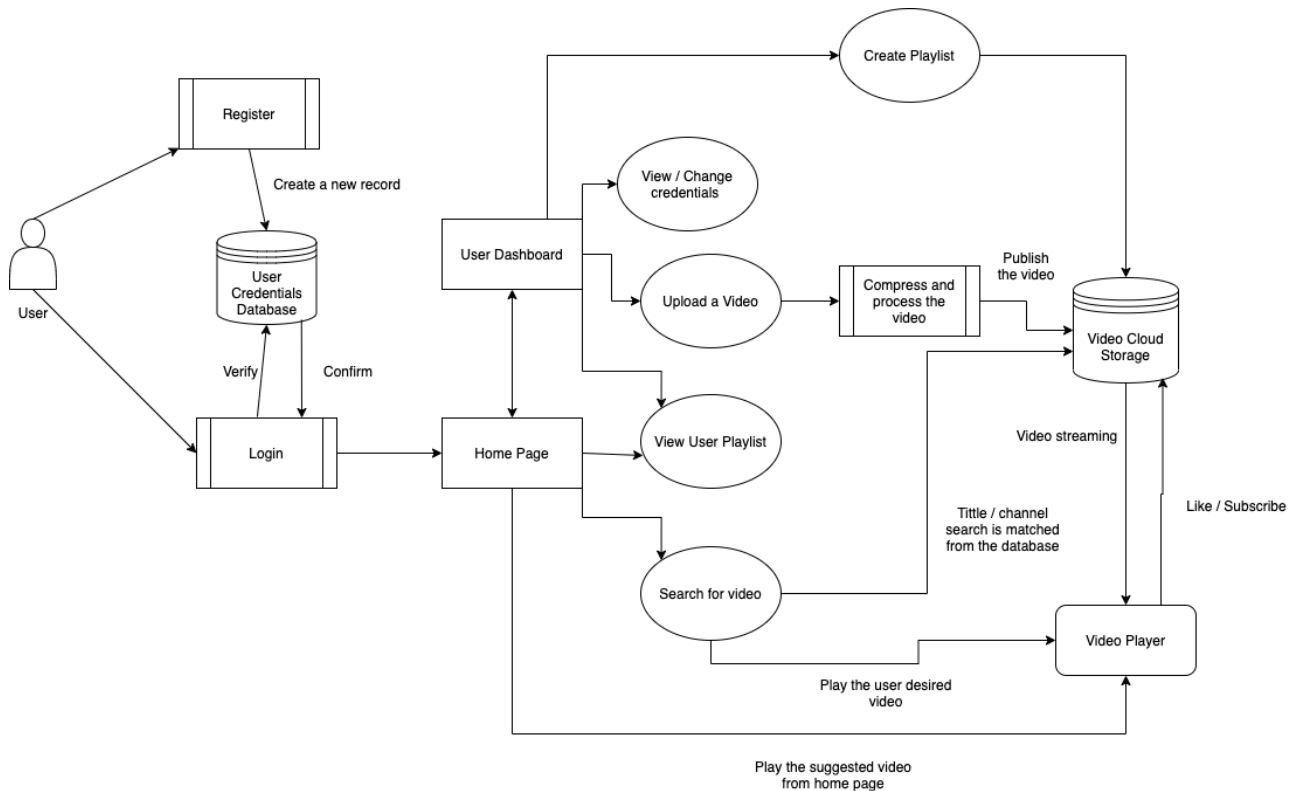 Create Playlist
Register
View / Change
credentials
Create a new record
User Dashboard
User
Credentials
Database
Upload a Video
Compress and
process the
video
Publish
the video
User
Video Cloud
Storage
Verify
Confirm
View User Playlist
Video streaming
Login
Home Page
Tittle / channel
search is matched
from the database
Like / Subscribe
Search for video
Video Player
Play the user desired
video
Play the suggested video
from home page